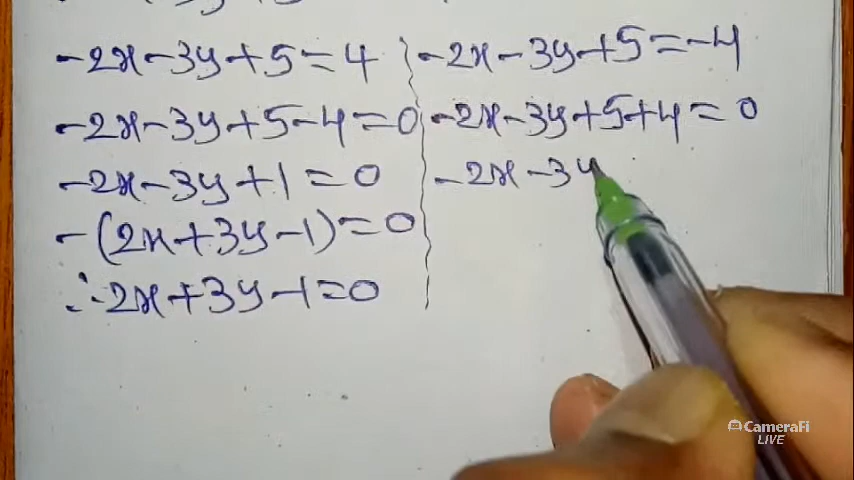 -2x-3y+5=4
-2x-3y+5-4=0
-2x-3y+1=0
-(2x+3y-1)=0
∴ 2x+3y-1=0
-2x-3y+5=-4
-2x-3y+5+4=0
-2x-3y
CameraFi
LIVE